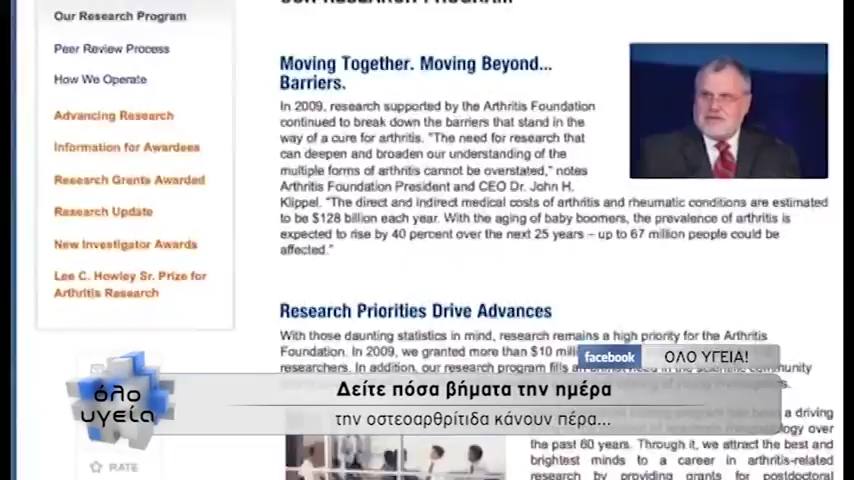 OUR RESEARCH PROGRAM
Our Research Program
Peer Review Process
How We Operate
Advancing Research
Information for Awardees
Research Grants Awarded
Research Update
New Investigator Awards
Lee C. Howley Sr. Prize for
Arthritis Research
RATE
Moving Together. Moving Beyond...
Barriers.
In 2009, research supported by the Arthritis Foundation
continued to break down the barriers that stand in the
way of a cure for arthritis. "The need for research that
can deepen and broaden our understanding of the
multiple forms of arthritis cannot be overstated," notes
Arthritis Foundation President and CEO Dr. John H.
Klippel. "The direct and indirect medical costs of arthritis and rheumatic conditions are estimated
to be $128 billion each year. With the aging of baby boomers, the prevalence of arthritis is
expected to rise by 40 percent over the next 25 years – up to 67 million people could be
affected."
Research Priorities Drive Advances
With those daunting statistics in mind, research remains a high priority for the Arthritis
Foundation. In 2009, we granted more than $10
researchers. In addition, our research program fills
a driving
over
the past 60 years. Through it, we attract the best and
brightest minds to a career in arthritis-related
research by providing grants for postdoctoral
facebook ΟΛΟ ΥΓΕΙΑ!
όλο
υγεία
Δείτε πόσα βήματα την ημέρα
την οστεοαρθρίτιδα κάνουν πέρα...